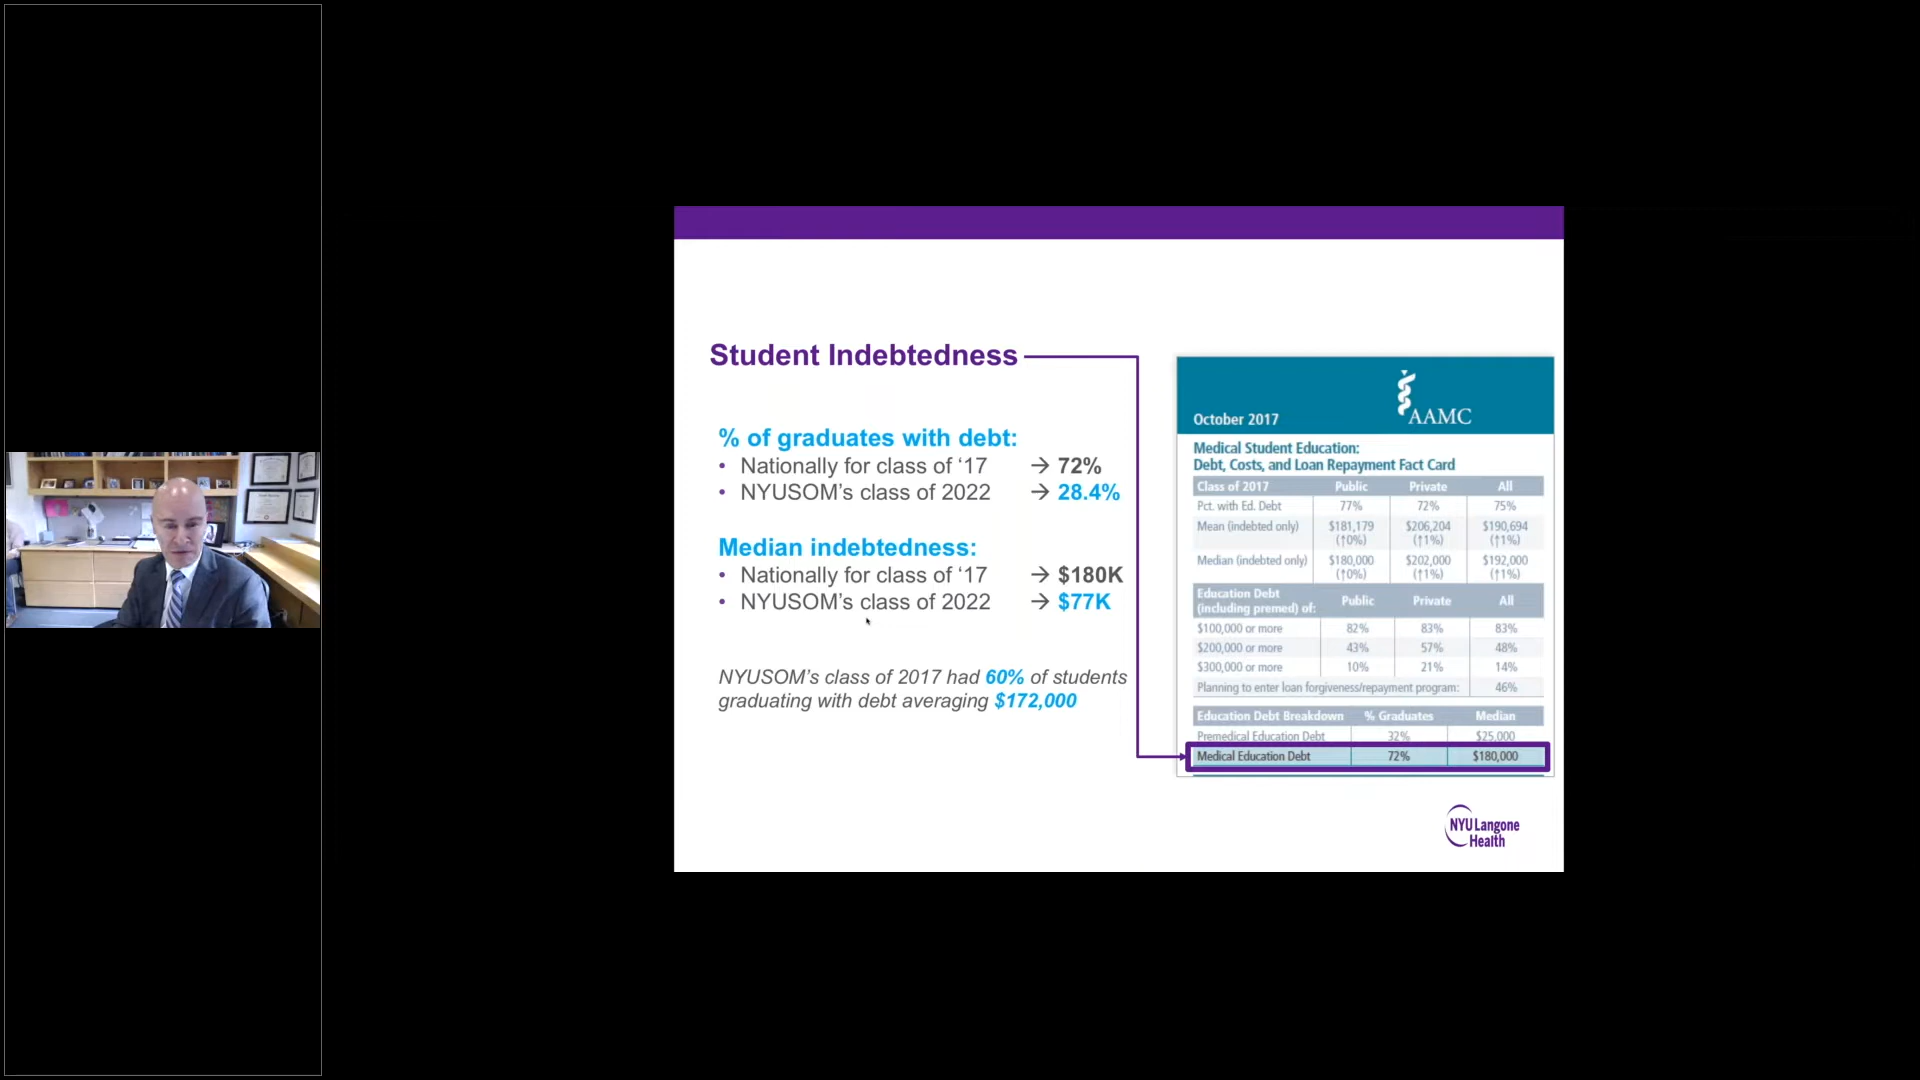 Student Indebtedness
% of graduates with debt:
• Nationally for class of ‘17 → 72%
• NYUSOM’s class of 2022 → 28.4%
Median indebtedness:
• Nationally for class of ‘17 → $180K
• NYUSOM’s class of 2022 → $77K
NYUSOM’s class of 2017 had 60% of students
graduating with debt averaging $172,000
AAMC
October 2017
Medical Student Education:
Debt, Costs, and Loan Repayment Fact Card
Class of 2017 Public Private All
Pct. with Ed. Debt 77% 72% 75%
Mean (indebted only) $181,179 $206,204 $190,694
(↑0%) (↑1%) (↑1%)
Median (indebted only) $180,000 $202,000 $192,000
(↑0%) (↑1%) (↑1%)
Education Debt
(including premed) of: Public Private All
$100,000 or more 82% 83% 83%
$200,000 or more 43% 57% 48%
$300,000 or more 10% 21% 14%
Planning to enter loan forgiveness/repayment program: 46%
Education Debt Breakdown % Graduates Median
Premedical Education Debt 32% $25,000
Medical Education Debt 72% $180,000
NYU Langone
Health